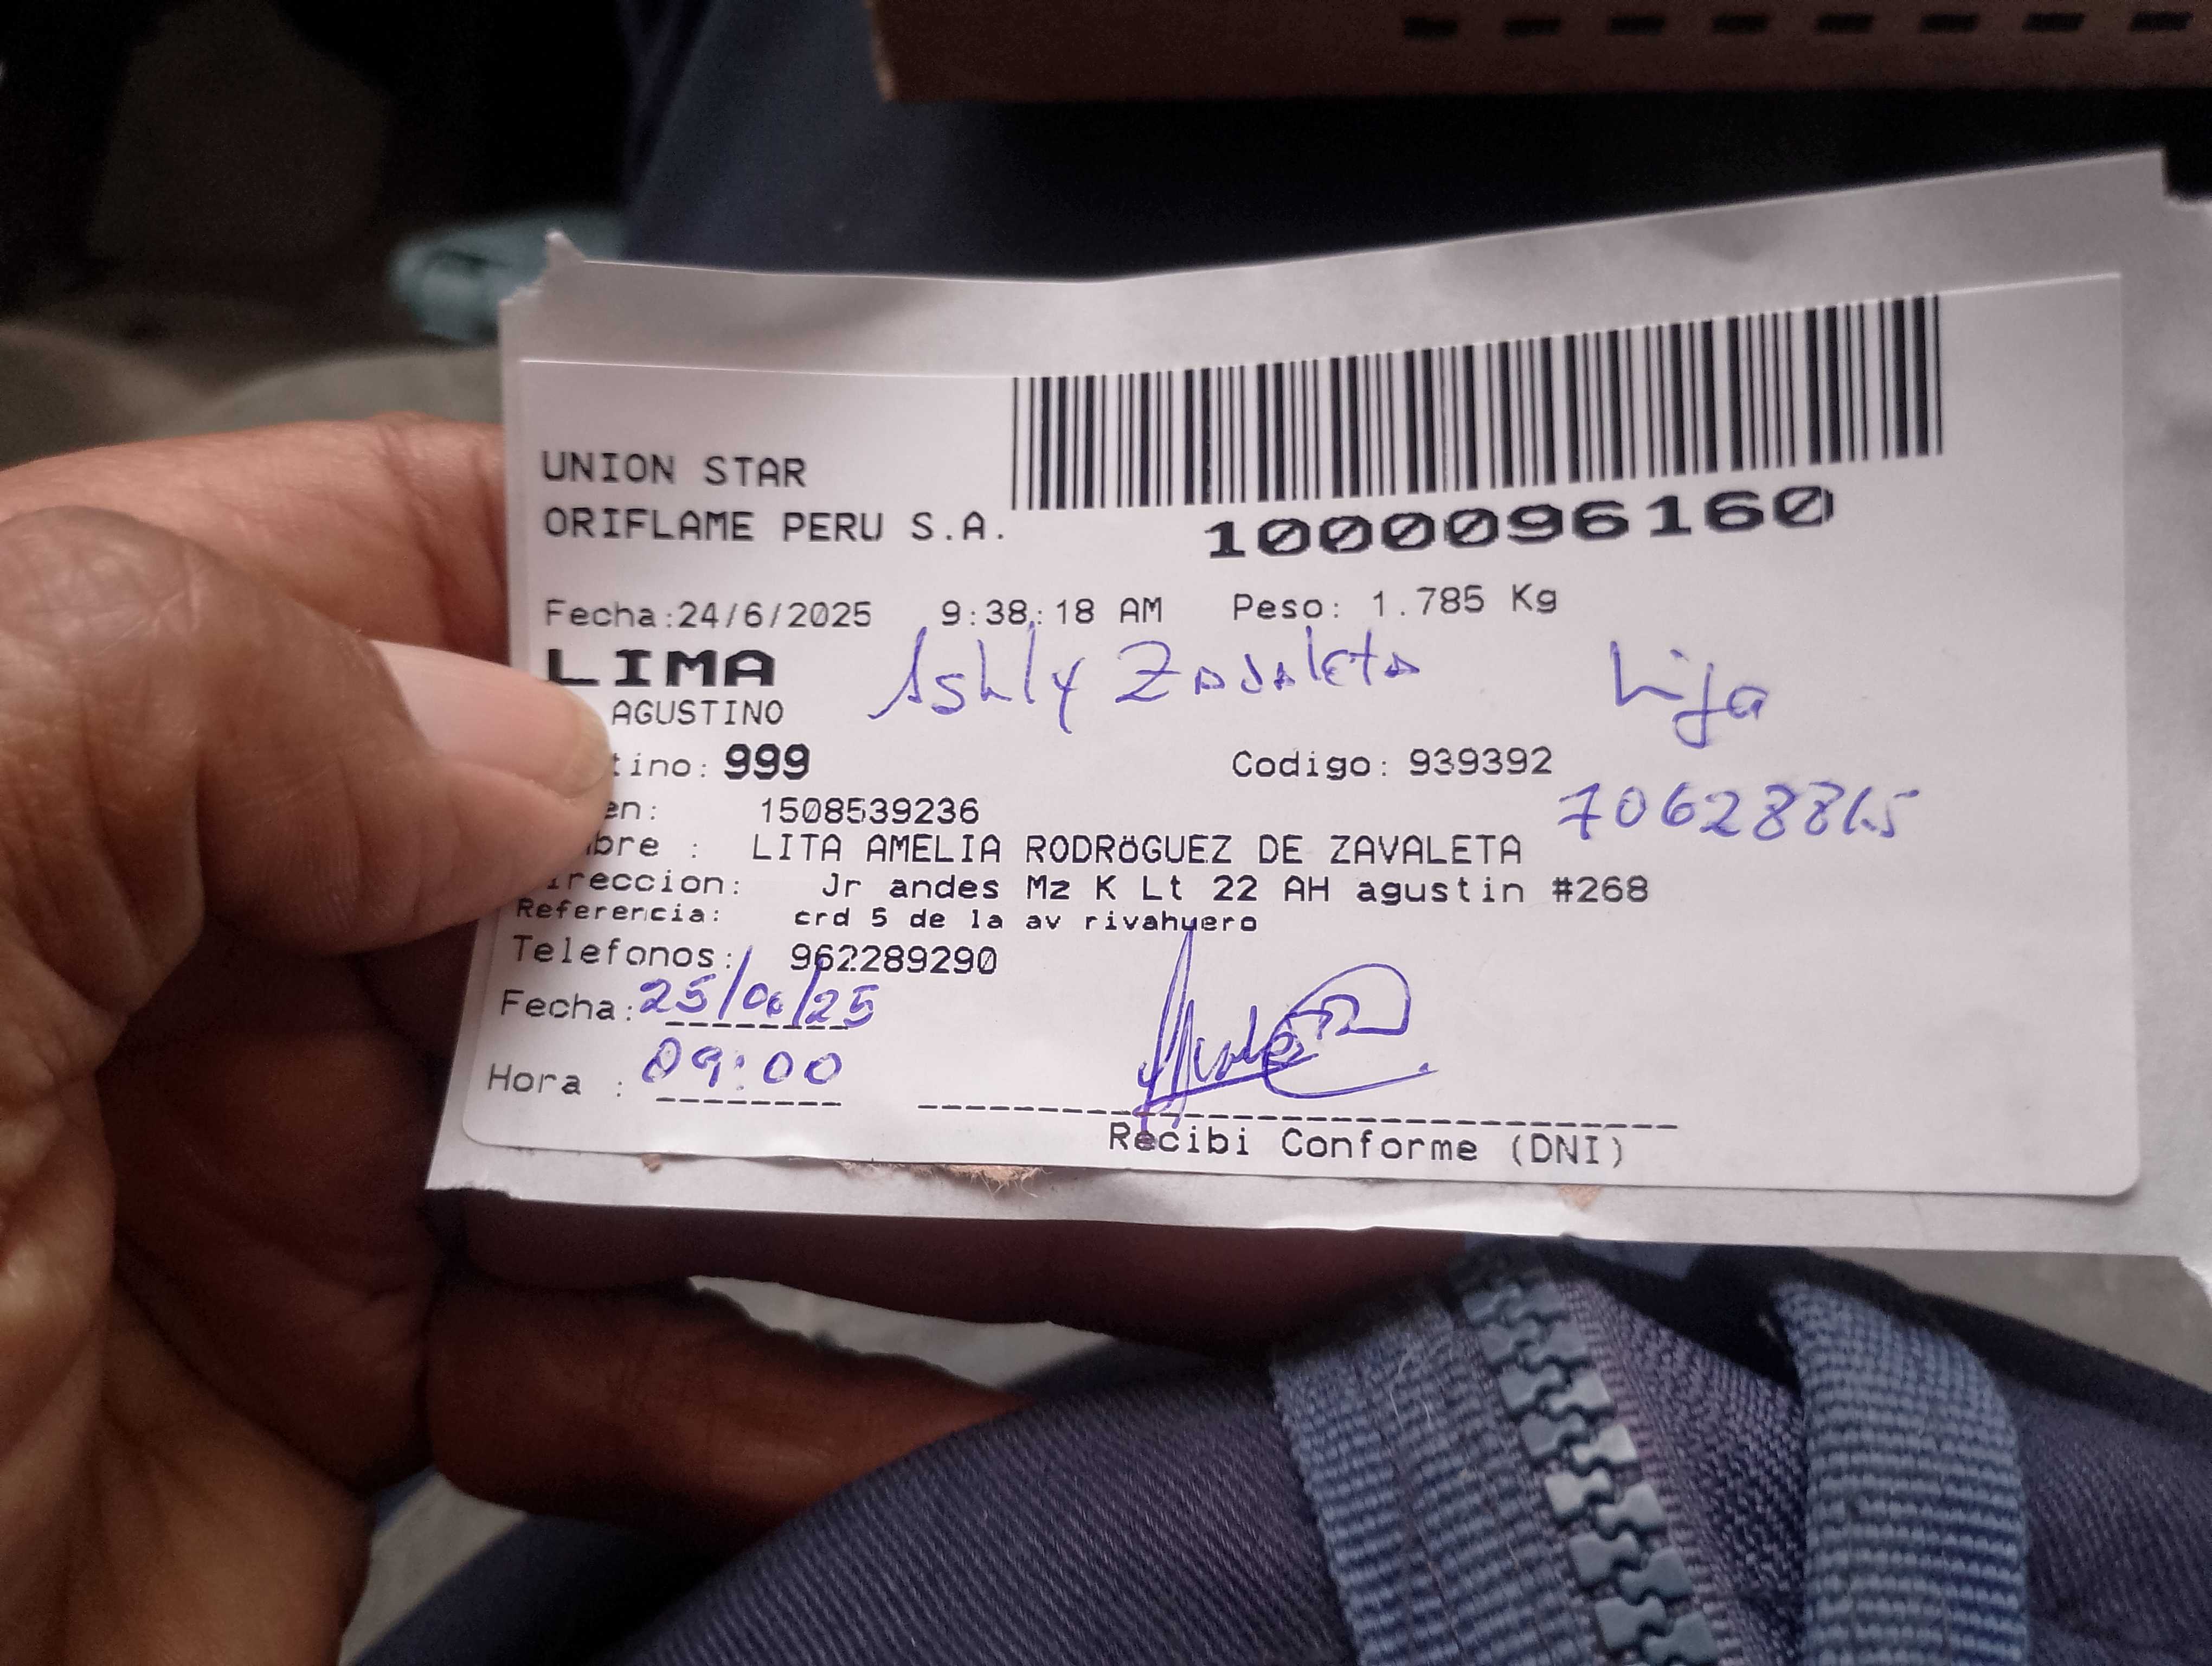 UNION STAR
ORIFLAME PERU S.A.
1000096160
Fecha:24/6/2025 9:38:18 AM Peso: 1.785 Kg
LIMA
AGUSTINO
Ashly Zavaleta Hija
tino: 999 Codigo: 939392
en: 1508539236
bre : LITA AMELIA RODRöGUEZ DE ZAVALETA
ireccion: Jr andes Mz K Lt 22 AH agustin #268
Referencia: crd 5 de la av rivahuero
Telefonos: 962289290
Fecha: 25/06/25
Hora : 09:00
Recibi Conforme (DNI)